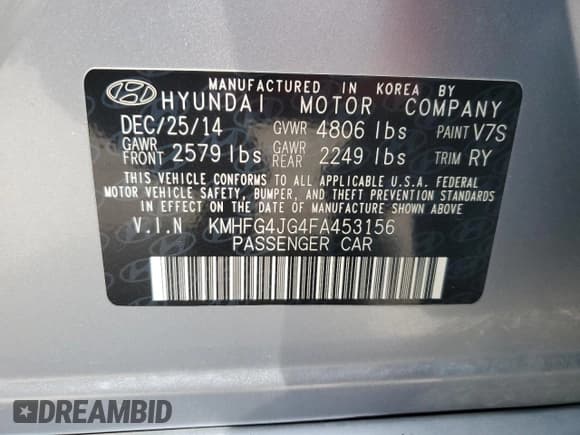 MANUFACTURED IN KOREA BY
HYUNDAI MOTOR COMPANY
DEC/25/14 GVWR 4806 lbs PAINT V7S
GAWR FRONT 2579 lbs GAWR REAR 2249 lbs TRIM RY
THIS VEHICLE CONFORMS TO ALL APPLICABLE U.S.A. FEDERAL
MOTOR VEHICLE SAFETY, BUMPER, AND THEFT PREVENTION STANDARDS
IN EFFECT ON THE DATE OF MANUFACTURE SHOWN ABOVE.
V.I.N KMHFG4JG4FA453156
PASSENGER CAR
DREAMBID